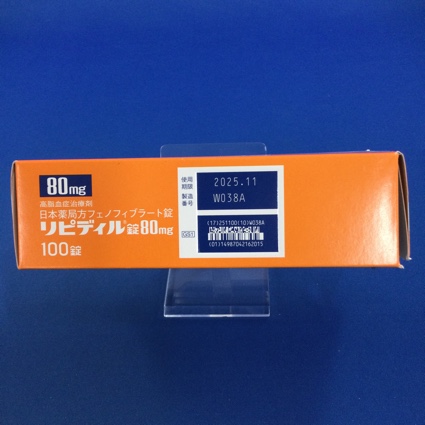 80mg
高脂血症治療剤
日本薬局方フェノフィブラート錠
リピディル錠80mg
100錠
使用期限
2025.11
製造番号
W038A
(17)251100(10)W038A
GS1
(01)14987042162015